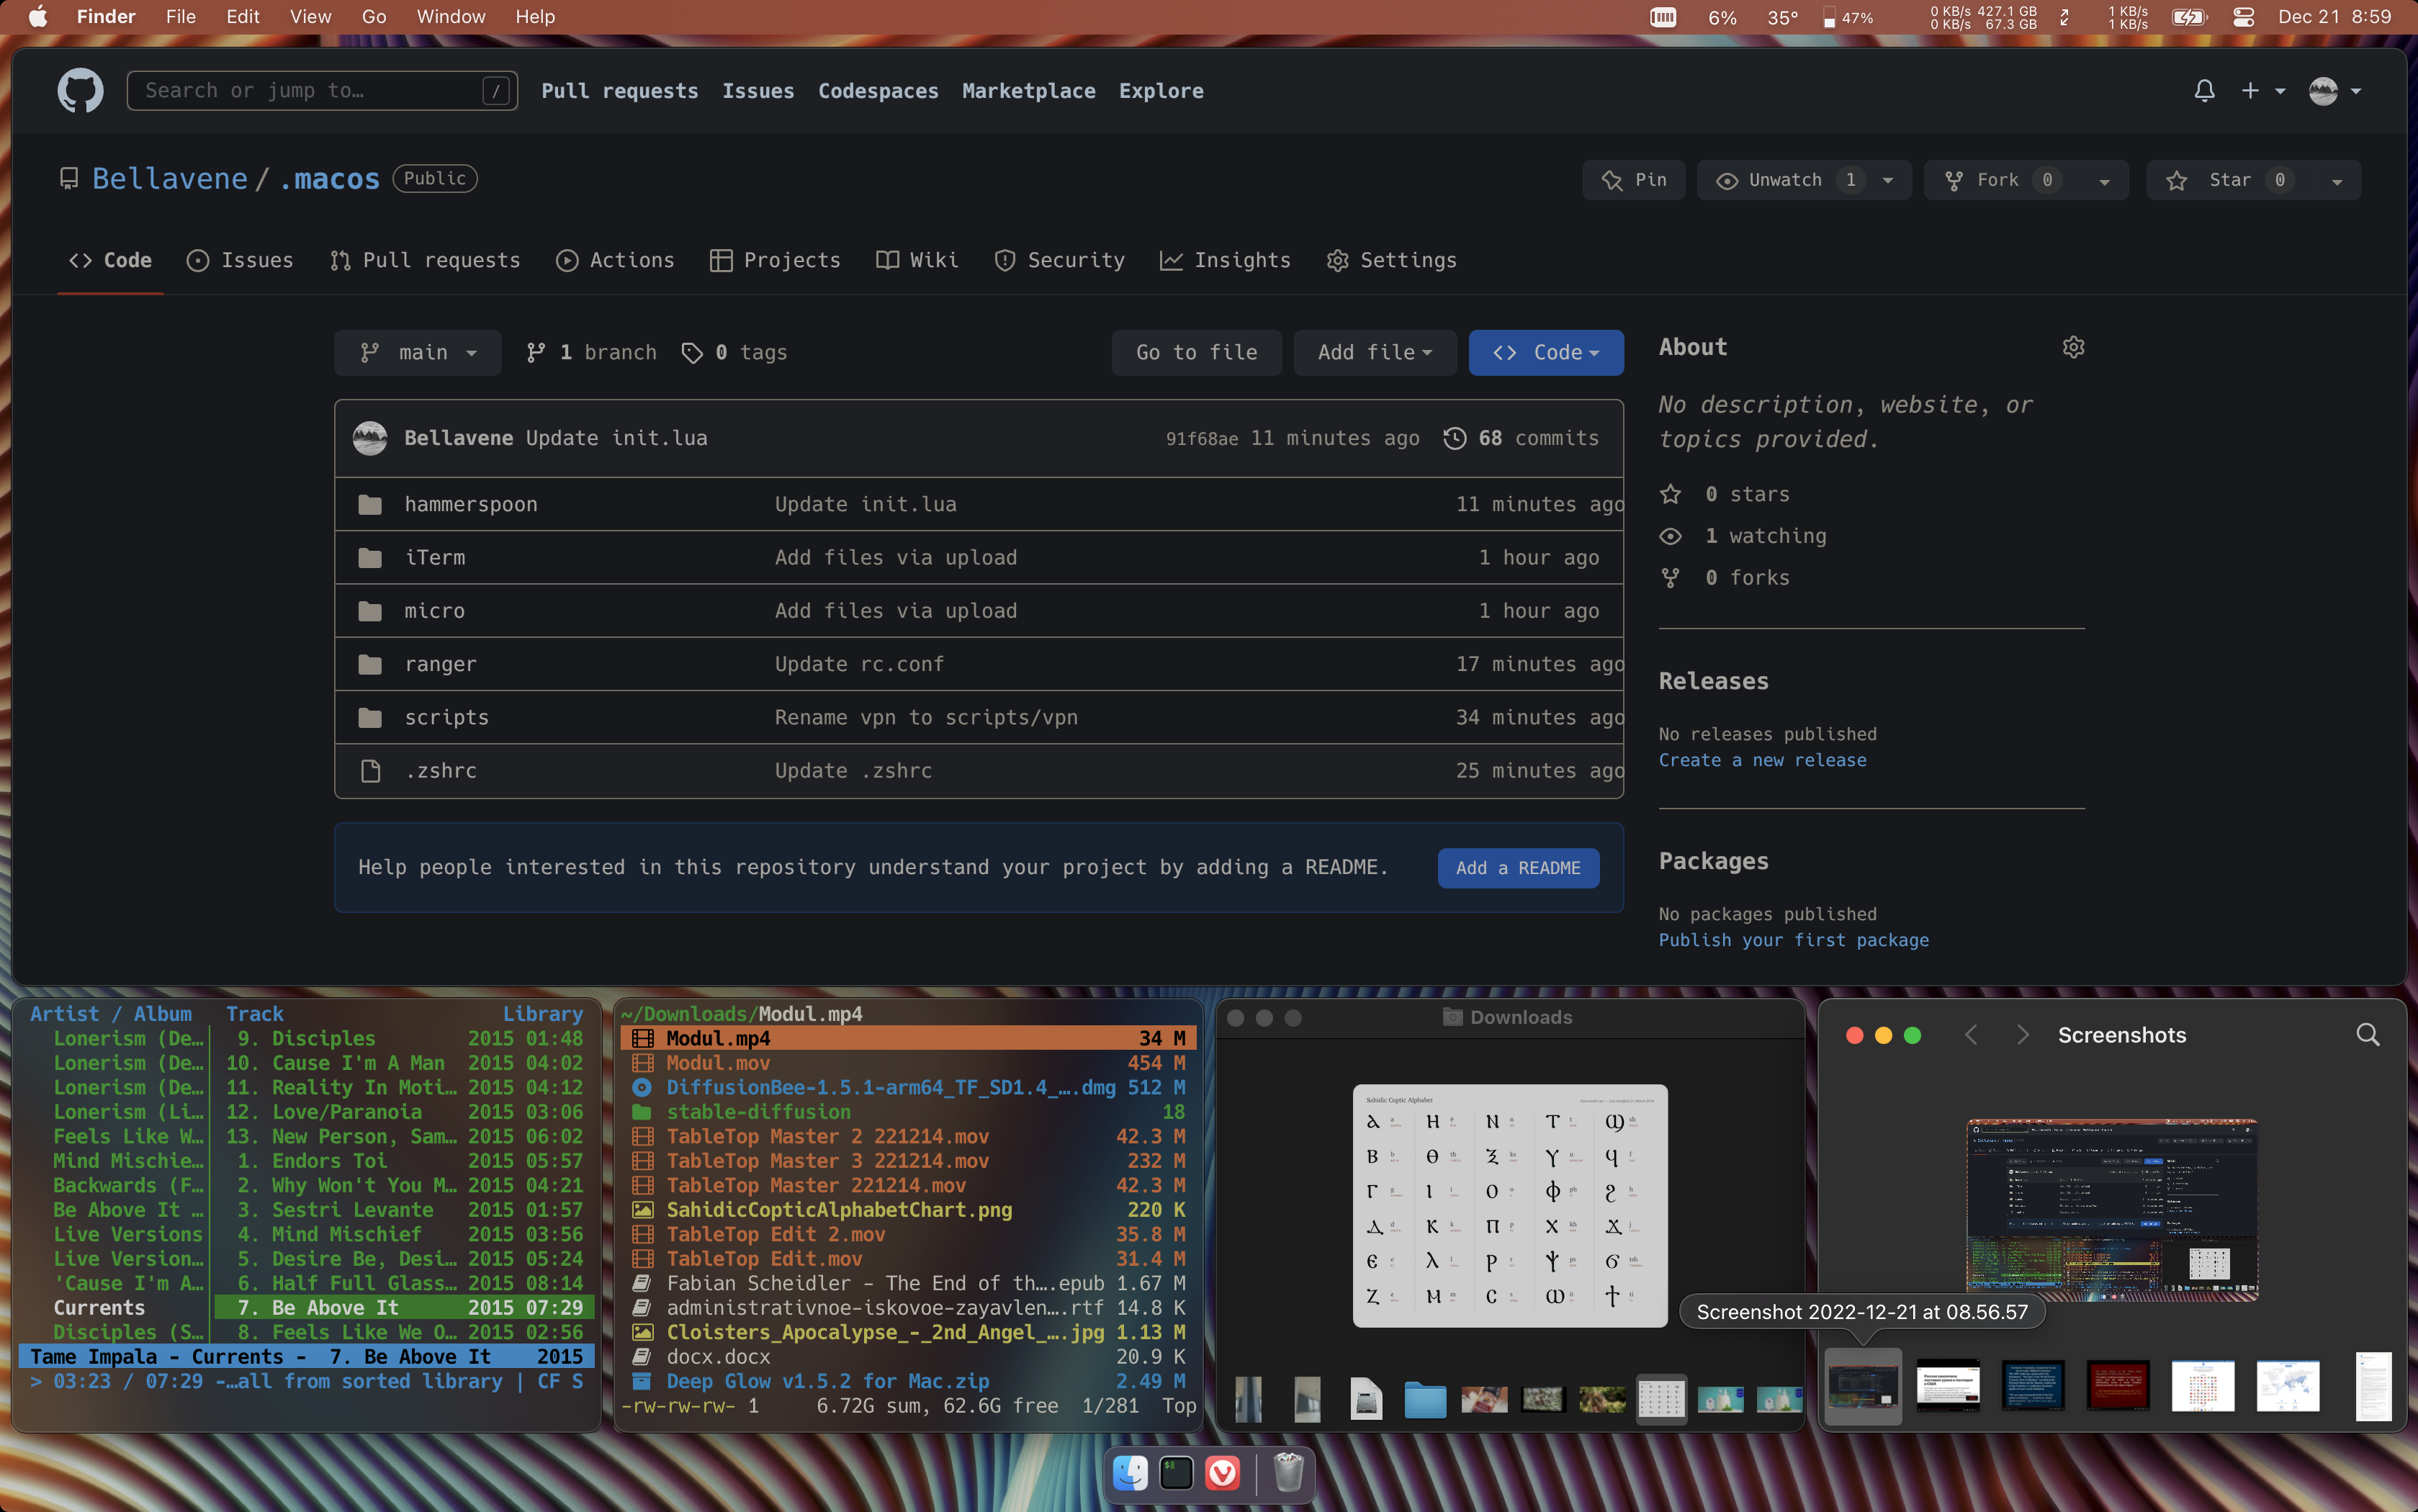 Finder File Edit View Go Window Help
6% 35° 47% 0 KB/s 427.1 GB 1 KB/s Dec 21 8:59
0 KB/s 67.3 GB 1 KB/s
Search or jump to… / Pull requests Issues Codespaces Marketplace Explore
Bellavene / .macos Public Pin Unwatch 1 Fork 0 Star 0
Code Issues Pull requests Actions Projects Wiki Security Insights Settings
main 1 branch 0 tags Go to file Add file Code
Bellavene Update init.lua 91f68ae 11 minutes ago 68 commits
hammerspoon Update init.lua 11 minutes ago
iTerm Add files via upload 1 hour ago
micro Add files via upload 1 hour ago
ranger Update rc.conf 17 minutes ago
scripts Rename vpn to scripts/vpn 34 minutes ago
.zshrc Update .zshrc 25 minutes ago
Help people interested in this repository understand your project by adding a README. Add a README
About
No description, website, or
topics provided.
0 stars
1 watching
0 forks
Releases
No releases published
Create a new release
Packages
No packages published
Publish your first package
Artist / Album Track Library
Lonerism (De… 9. Disciples 2015 01:48
Lonerism (De… 10. Cause I'm A Man 2015 04:02
Lonerism (De… 11. Reality In Moti… 2015 04:12
Lonerism (Li… 12. Love/Paranoia 2015 03:06
Feels Like W… 13. New Person, Sam… 2015 06:02
Mind Mischie… 1. Endors Toi 2015 05:57
Backwards (F… 2. Why Won't You M… 2015 04:21
Be Above It … 3. Sestri Levante 2015 01:57
Live Versions 4. Mind Mischief 2015 03:56
Live Version… 5. Desire Be, Desi… 2015 05:24
'Cause I'm A… 6. Half Full Glass… 2015 08:14
Currents 7. Be Above It 2015 07:29
Disciples (S… 8. Feels Like We O… 2015 02:56
Tame Impala - Currents - 7. Be Above It 2015
> 03:23 / 07:29 -…all from sorted library | CF S
~/Downloads/Modul.mp4
Modul.mp4 34 M
Modul.mov 454 M
DiffusionBee-1.5.1-arm64_TF_SD1.4_….dmg 512 M
stable-diffusion 18
TableTop Master 2 221214.mov 42.3 M
TableTop Master 3 221214.mov 232 M
TableTop Master 221214.mov 42.3 M
SahidicCopticAlphabetChart.png 220 K
TableTop Edit 2.mov 35.8 M
TableTop Edit.mov 31.4 M
Fabian Scheidler - The End of th….epub 1.67 M
administrativnoe-iskovoe-zayavlen….rtf 14.8 K
Cloisters_Apocalypse_-_2nd_Angel_….jpg 1.13 M
docx.docx 20.9 K
Deep Glow v1.5.2 for Mac.zip 2.49 M
-rw-rw-rw- 1 6.72G sum, 62.6G free 1/281 Top
Downloads
Sahidic Coptic Alphabet
Screenshots
Screenshot 2022-12-21 at 08.56.57